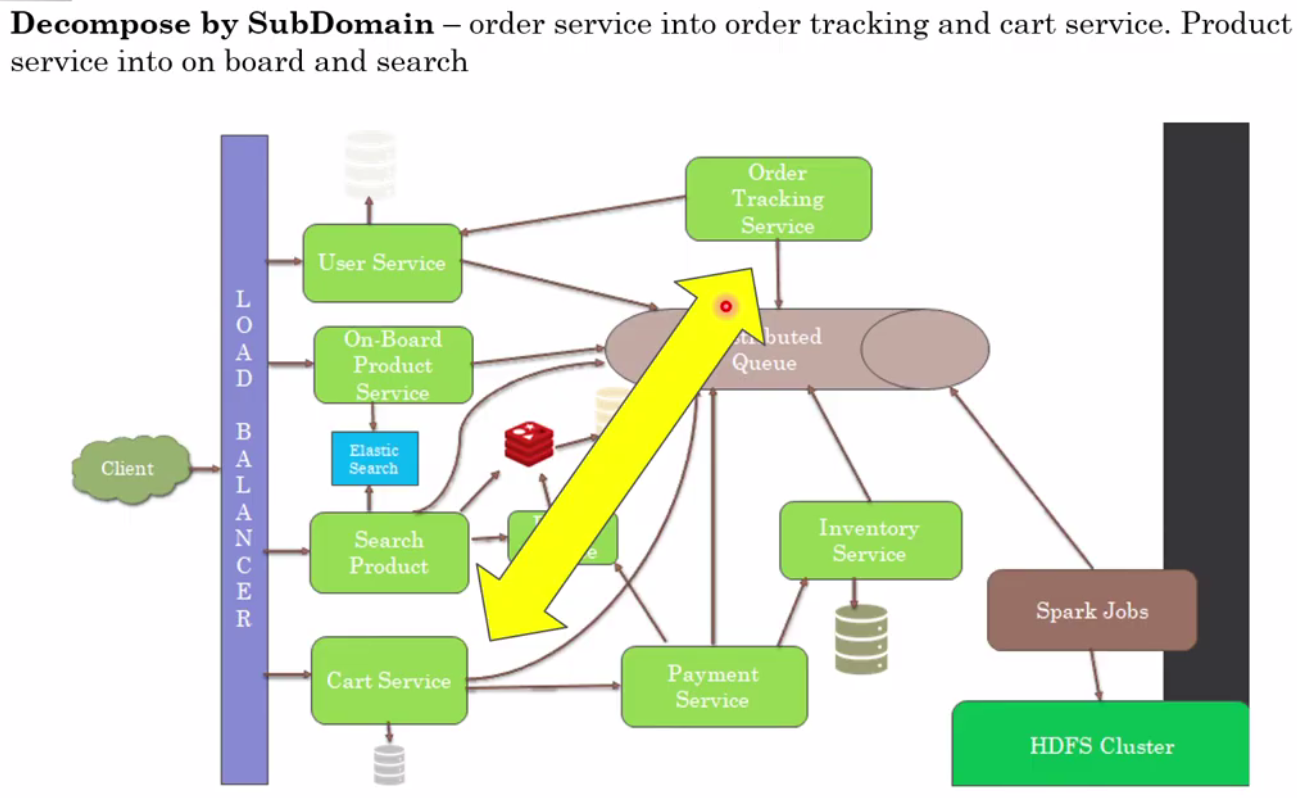 Decompose by SubDomain – order service into order tracking and cart service. Product
service into on board and search
Order
Tracking
Service
User Service
LOAD BALANCER
On-Board
Product
Service
Queue
Elastic
Search
Client
Search
Product
Inventory
Service
Spark Jobs
Cart Service
Payment
Service
HDFS Cluster